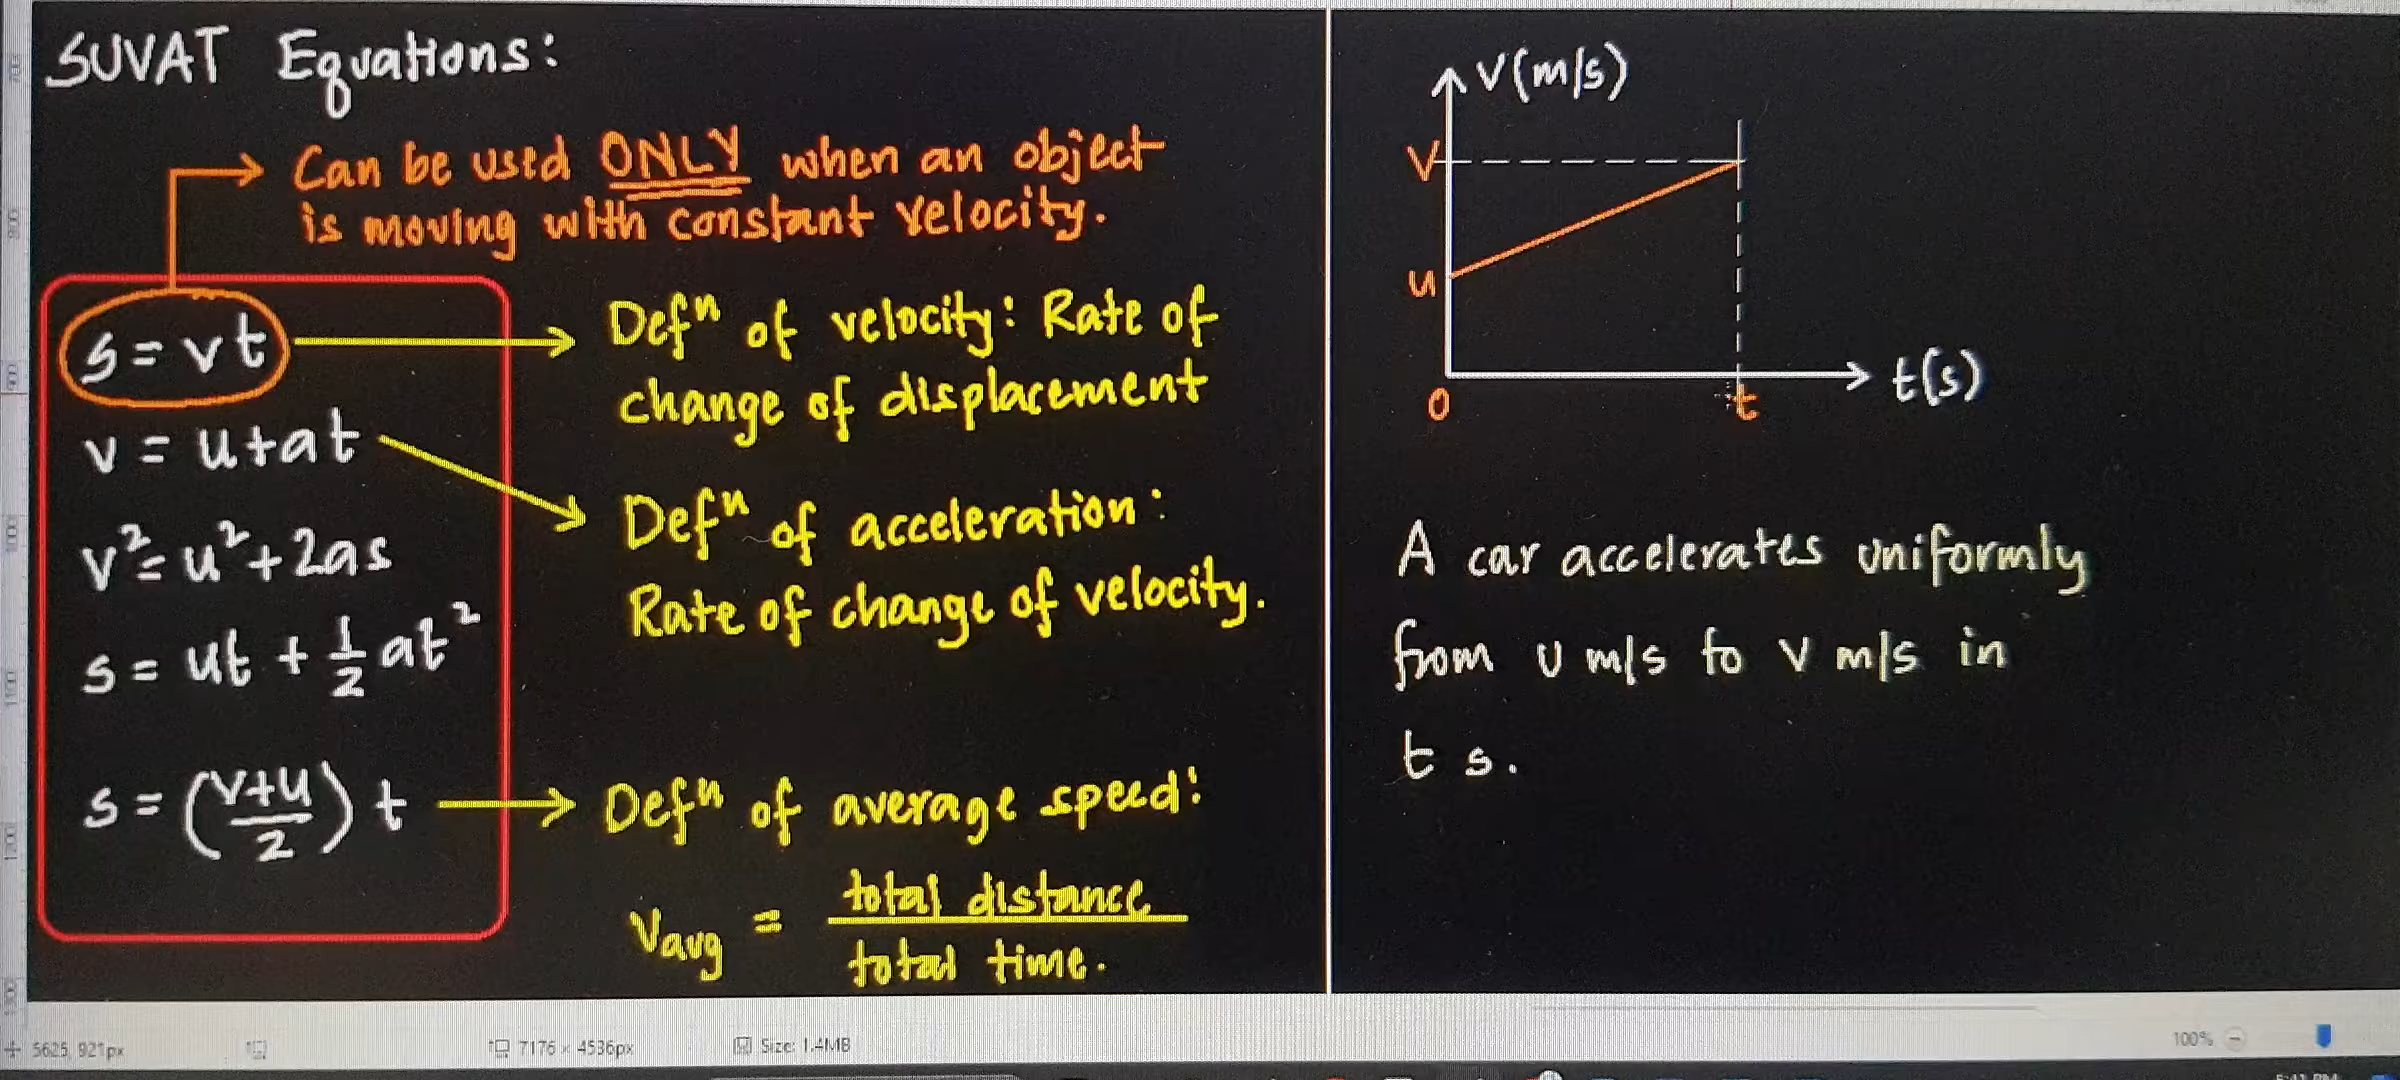 SUVAT Equations:
Can be used ONLY when an object
is moving with constant velocity.
s = vt
Defⁿ of velocity: Rate of
change of displacement
v = u+at
Defⁿ of acceleration:
Rate of change of velocity.
v² = u² + 2as
s = ut + 1/2 at²
s = (v+u/2) t
Defⁿ of average speed:
Vavg = total distance / total time.
V(m/s)
V
u
0
t
t(s)
A car accelerates uniformly
from u m/s to v m/s in
t s.
5625, 921px
7176 × 4536px
Size: 1.4MB
100%